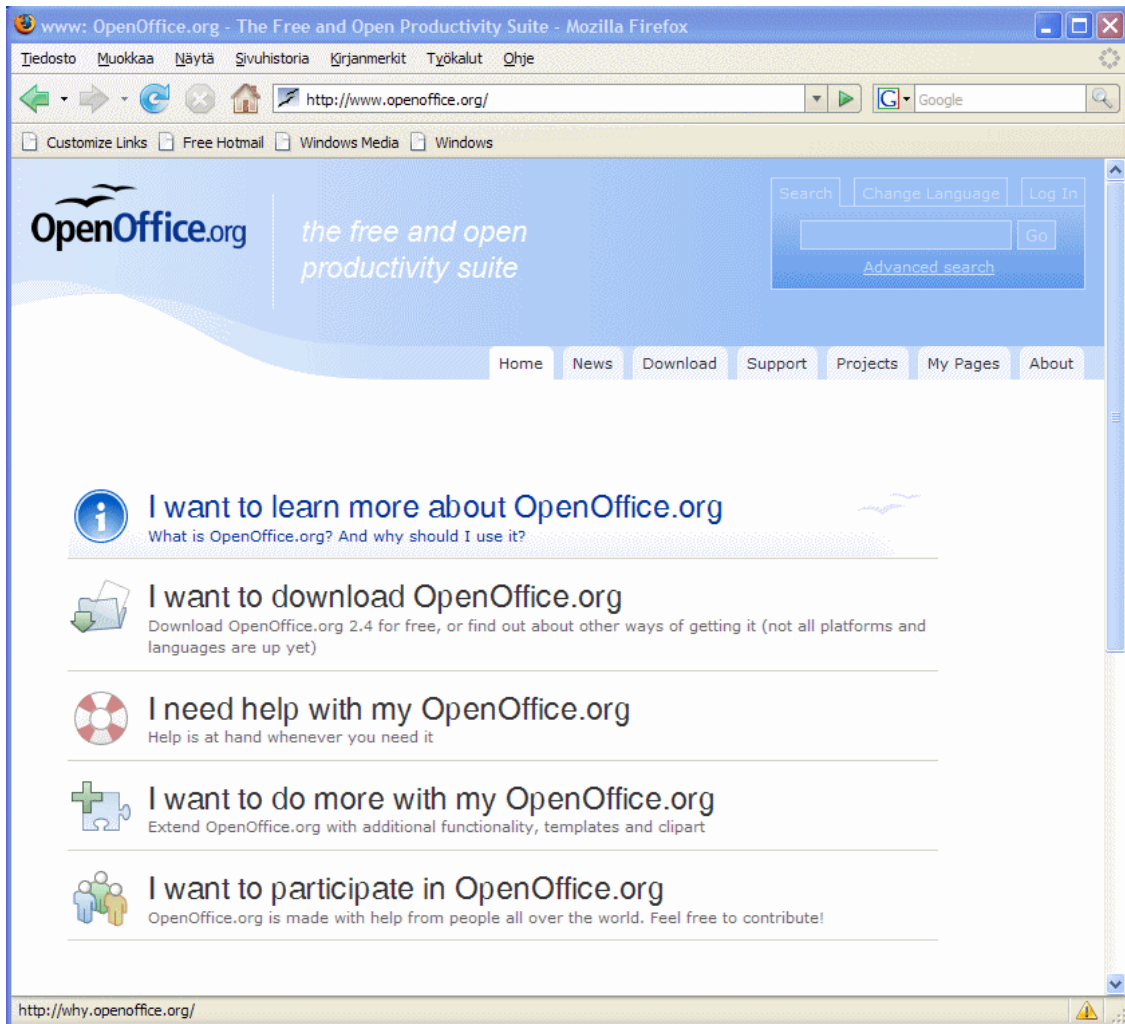 www: OpenOffice.org - The Free and Open Productivity Suite - Mozilla Firefox
Tiedosto Muokkaa Näytä Sivuhistoria Kirjanmerkit Työkalut Ohje
http://www.openoffice.org/ G Google
Customize Links Free Hotmail Windows Media Windows
Search Change Language Log In
OpenOffice.org
the free and open
productivity suite
Go
Advanced search
Home News Download Support Projects My Pages About
I want to learn more about OpenOffice.org
What is OpenOffice.org? And why should I use it?
I want to download OpenOffice.org
Download OpenOffice.org 2.4 for free, or find out about other ways of getting it (not all platforms and
languages are up yet)
I need help with my OpenOffice.org
Help is at hand whenever you need it
I want to do more with my OpenOffice.org
Extend OpenOffice.org with additional functionality, templates and clipart
I want to participate in OpenOffice.org
OpenOffice.org is made with help from people all over the world. Feel free to contribute!
http://why.openoffice.org/